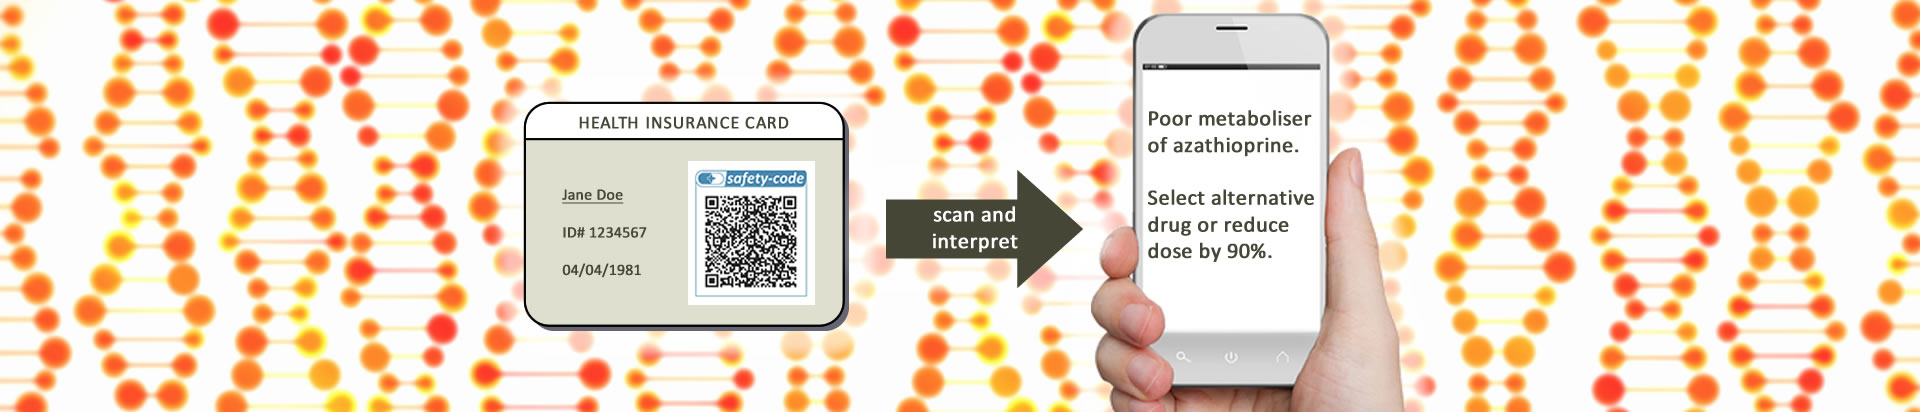 HEALTH INSURANCE CARD
Jane Doe
ID# 1234567
04/04/1981
safety-code
scan and
interpret
Poor metaboliser
of azathioprine.
Select alternative
drug or reduce
dose by 90%.